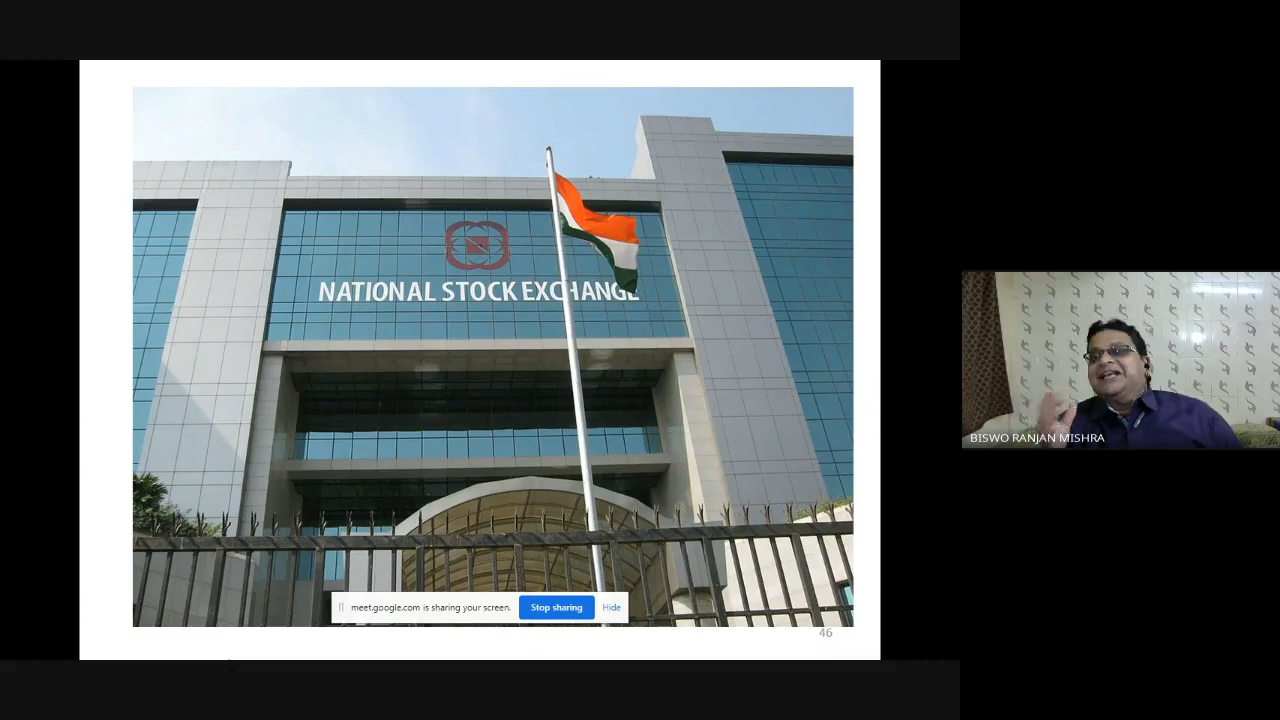 NATIONAL STOCK EXCHANGE
meet.google.com is sharing your screen.
Stop sharing
Hide
46
BISWO RANJAN MISHRA